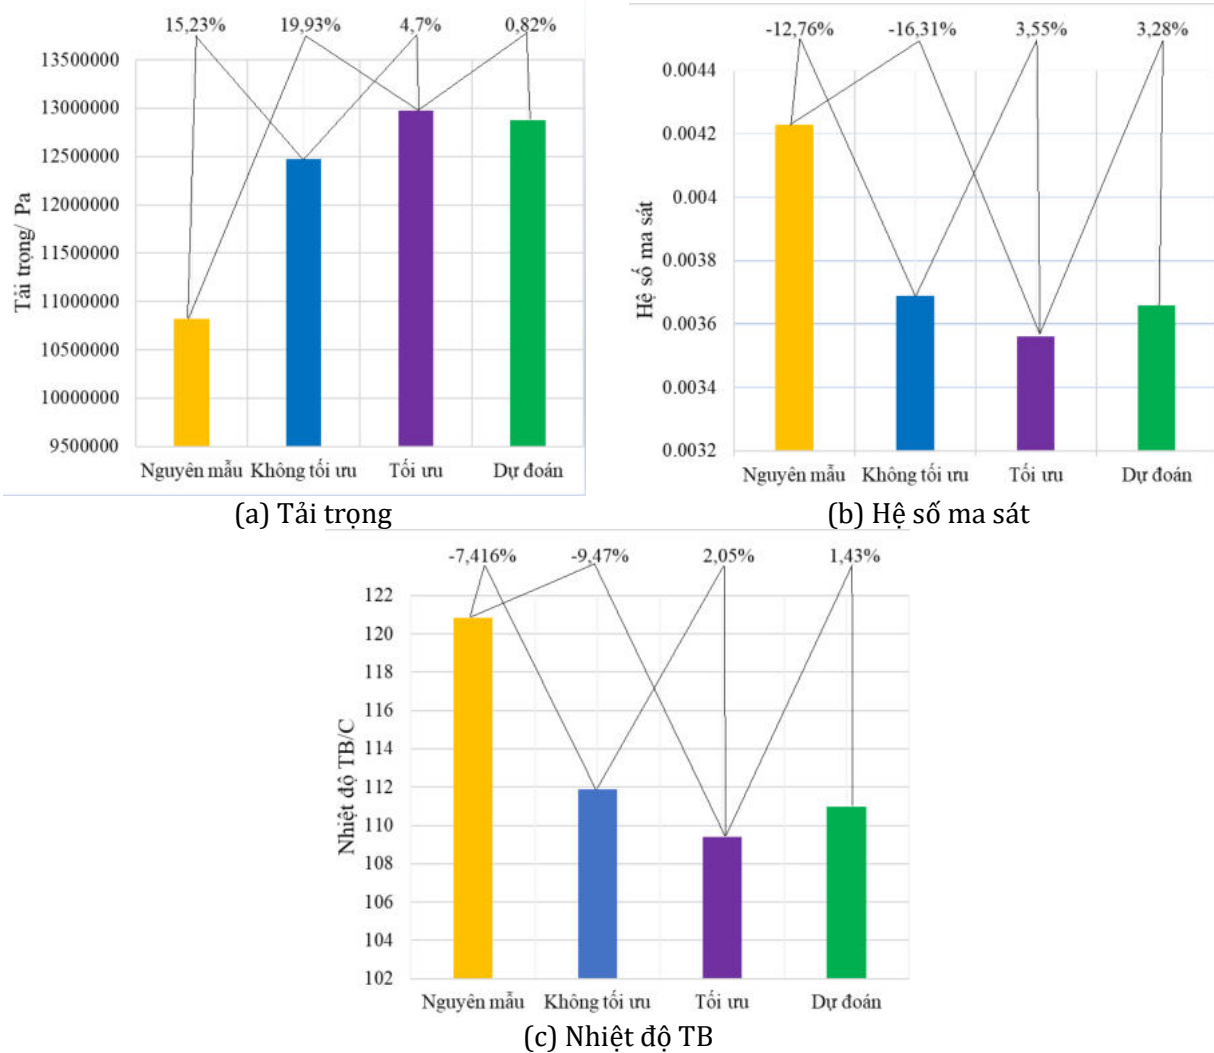 15,23% 19,93% 4,7% 0,82%
13500000
13000000
12500000
12000000
11500000
11000000
10500000
10000000
9500000
Tải trọng/ Pa
Nguyên mẫu Không tối ưu Tối ưu Dự đoán
(a) Tải trọng
-12,76% -16,31% 3,55% 3,28%
0.0044
0.0042
0.004
0.0038
0.0036
0.0034
0.0032
Hệ số ma sát
Nguyên mẫu Không tối ưu Tối ưu Dự đoán
(b) Hệ số ma sát
-7,416% -9,47% 2,05% 1,43%
122
120
118
116
114
112
110
108
106
104
102
Nhiệt độ TB/C
Nguyên mẫu Không tối ưu Tối ưu Dự đoán
(c) Nhiệt độ TB